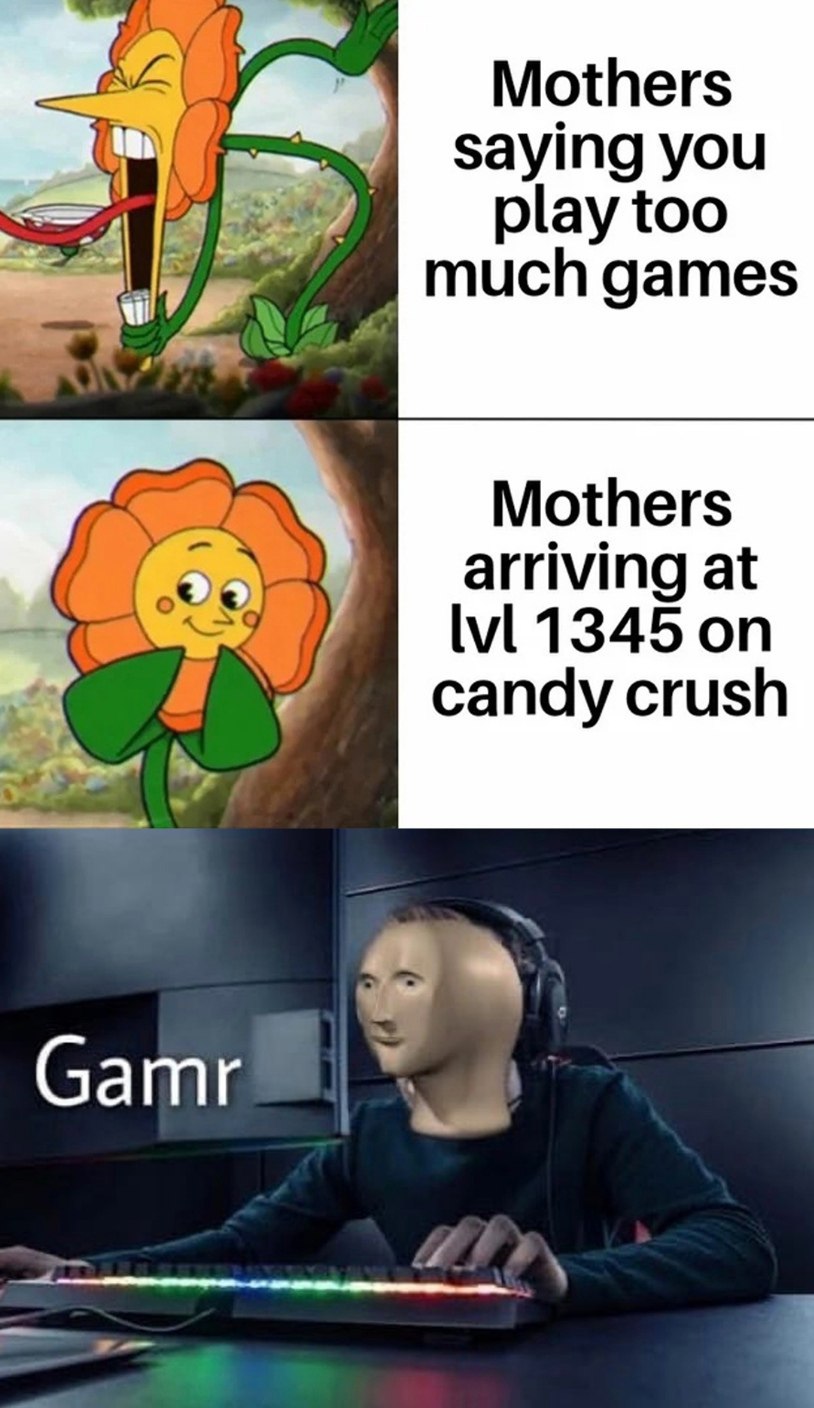 Mothers
saying you
play too
much games
Mothers
arriving at
lvl 1345 on
candy crush
Gamr